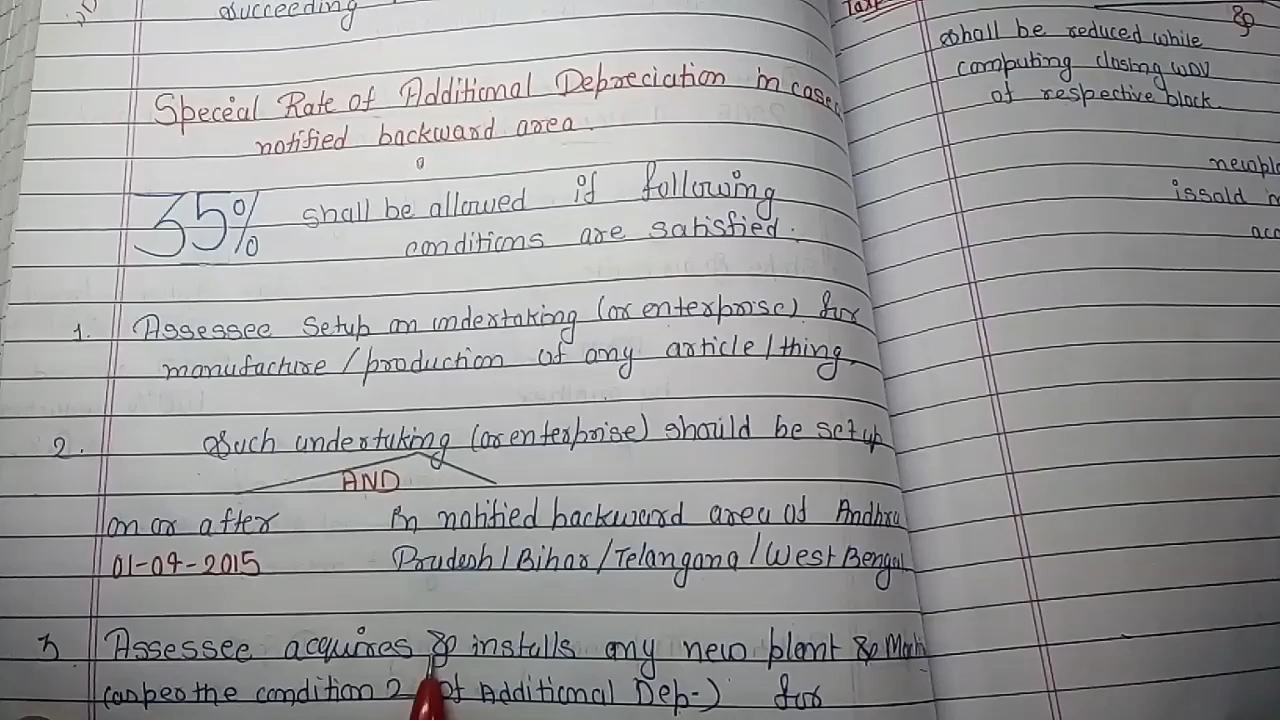 succeeding
Special Rate of Additional Depreciation in case
notified backward area.
35% shall be allowed if following
conditions are satisfied.
1. Assessee setup an undertaking (or enterprise) for
manufacture / production of any article / thing
2. Such undertaking (or enterprise) should be setup
AND
on or after
01-04-2015
in notified backward area of Andhra
Pradesh / Bihar / Telangana / West Bengal
3 Assessee acquires & installs any new plant &
(as per the condition 2 of Additional Dep-) for
&
shall be reduced while
computing closing WDV
of respective block.
is sold